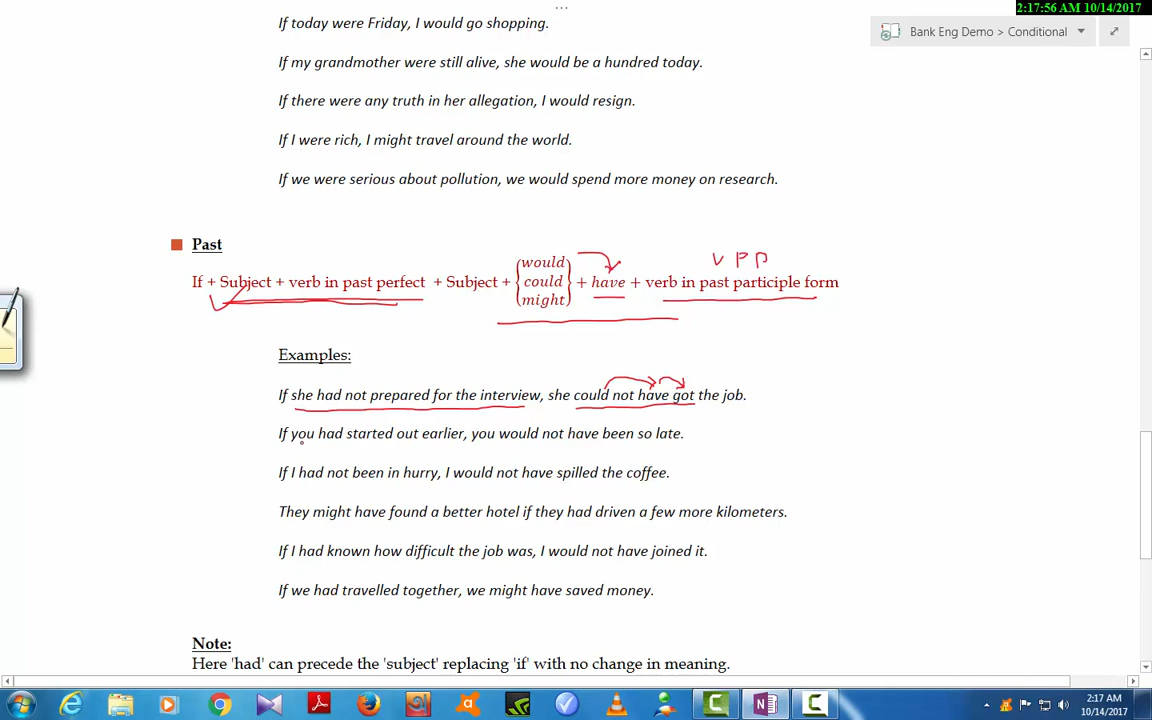 2:17:56 AM 10/14/2017
Bank Eng Demo > Conditional
If today were Friday, I would go shopping.
If my grandmother were still alive, she would be a hundred today.
If there were any truth in her allegation, I would resign.
If I were rich, I might travel around the world.
If we were serious about pollution, we would spend more money on research.
Past
V P P
would
If + Subject + verb in past perfect + Subject + could + have + verb in past participle form
might
Examples:
If she had not prepared for the interview, she could not have got the job.
If you had started out earlier, you would not have been so late.
If I had not been in hurry, I would not have spilled the coffee.
They might have found a better hotel if they had driven a few more kilometers.
If I had known how difficult the job was, I would not have joined it.
If we had travelled together, we might have saved money.
Note:
Here 'had' can precede the 'subject' replacing 'if' with no change in meaning.
2:17 AM
10/14/2017